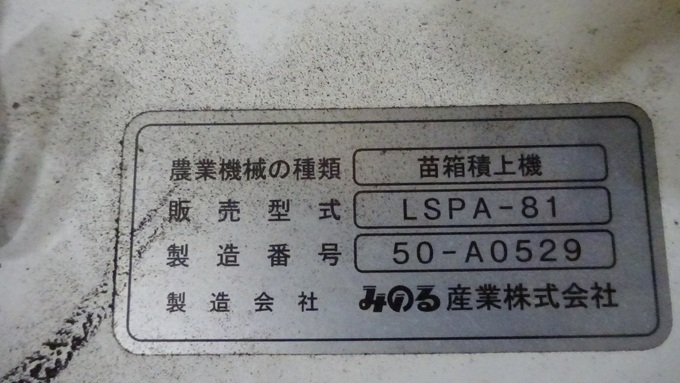 農業機械の種類 苗箱積上機
販売型式 LSPA-81
製造番号 50-A0529
製造会社 みのる産業株式会社